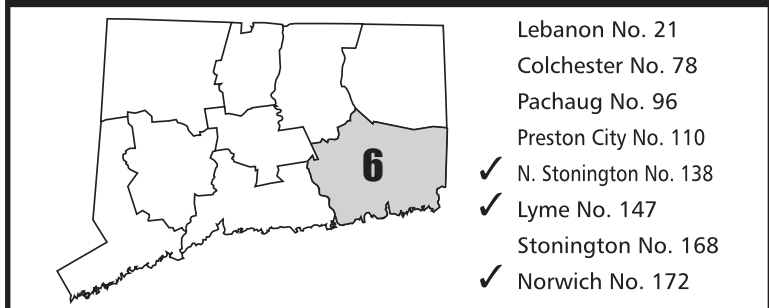 6
Lebanon No. 21
Colchester No. 78
Pachaug No. 96
Preston City No. 110
✓ N. Stonington No. 138
✓ Lyme No. 147
Stonington No. 168
✓ Norwich No. 172